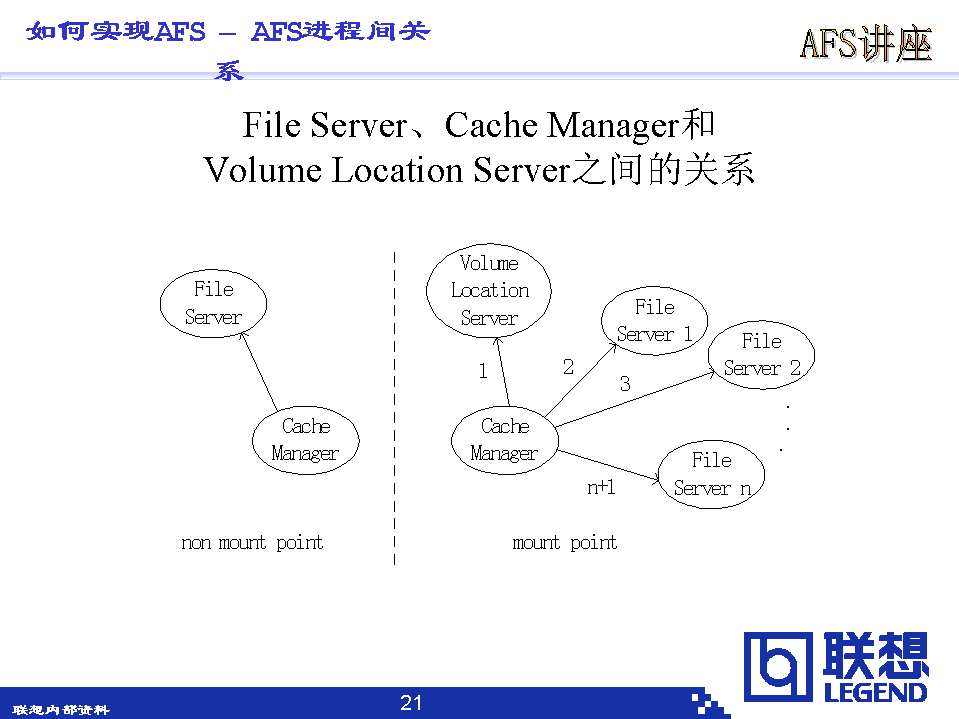 如何实现AFS – AFS进程间关
系
AFS讲座
File Server、Cache Manager和
Volume Location Server之间的关系
File
Server
Cache
Manager
non mount point
Volume
Location
Server
File
Server 1
File
Server 2
1
2
3
.
.
.
Cache
Manager
File
Server n
n+1
mount point
联想
LEGEND
联想内部资料
21